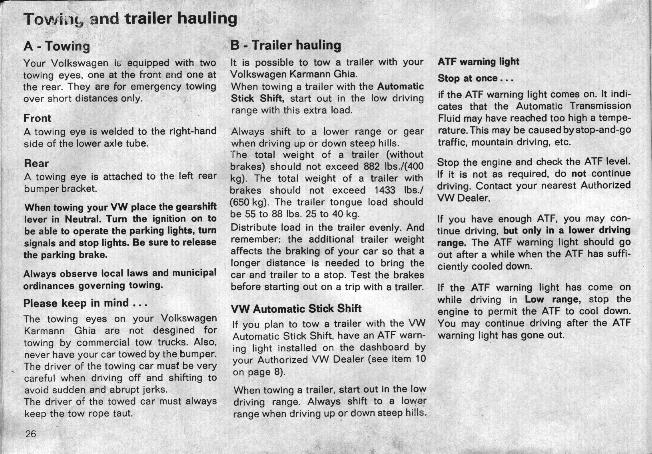 Towing and trailer hauling
A - Towing
Your Volkswagen is equipped with two
towing eyes, one at the front and one at
the rear. They are for emergency towing
over short distances only.
Front
A towing eye is welded to the right-hand
side of the lower axle tube.
Rear
A towing eye is attached to the left rear
bumper bracket.
When towing your VW place the gearshift
lever in Neutral. Turn the ignition on to
be able to operate the parking lights, turn
signals and stop lights. Be sure to release
the parking brake.
Always observe local laws and municipal
ordinances governing towing.
Please keep in mind ...
The towing eyes on your Volkswagen
Karmann Ghia are not desgined for
towing by commercial tow trucks. Also,
never have your car towed by the bumper.
The driver of the towing car must be very
careful when driving off and shifting to
avoid sudden and abrupt jerks.
The driver of the towed car must always
keep the tow rope taut.
26
B - Trailer hauling
It is possible to tow a trailer with your
Volkswagen Karmann Ghia.
When towing a trailer with the Automatic
Stick Shift, start out in the low driving
range with this extra load.
Always shift to a lower range or gear
when driving up or down steep hills.
The total weight of a trailer (without
brakes) should not exceed 882 lbs./(400
kg). The total weight of a trailer with
brakes should not exceed 1433 lbs./
(650 kg). The trailer tongue load should
be 55 to 88 lbs. 25 to 40 kg.
Distribute load in the trailer evenly. And
remember: the additional trailer weight
affects the braking of your car so that a
longer distance is needed to bring the
car and trailer to a stop. Test the brakes
before starting out on a trip with a trailer.
VW Automatic Stick Shift
If you plan to tow a trailer with the VW
Automatic Stick Shift, have an ATF warn-
ing light installed on the dashboard by
your Authorized VW Dealer (see item 10
on page 8).
When towing a trailer, start out in the low
driving range. Always shift to a lower
range when driving up or down steep hills.
ATF warning light
Stop at once ...
if the ATF warning light comes on. It indi-
cates that the Automatic Transmission
Fluid may have reached too high a tempe-
rature. This may be caused by stop-and-go
traffic, mountain driving, etc.
Stop the engine and check the ATF level.
If it is not as required, do not continue
driving. Contact your nearest Authorized
VW Dealer.
If you have enough ATF, you may con-
tinue driving, but only in a lower driving
range. The ATF warning light should go
out after a while when the ATF has suffi-
ciently cooled down.
If the ATF warning light has come on
while driving in Low range, stop the
engine to permit the ATF to cool down.
You may continue driving after the ATF
warning light has gone out.